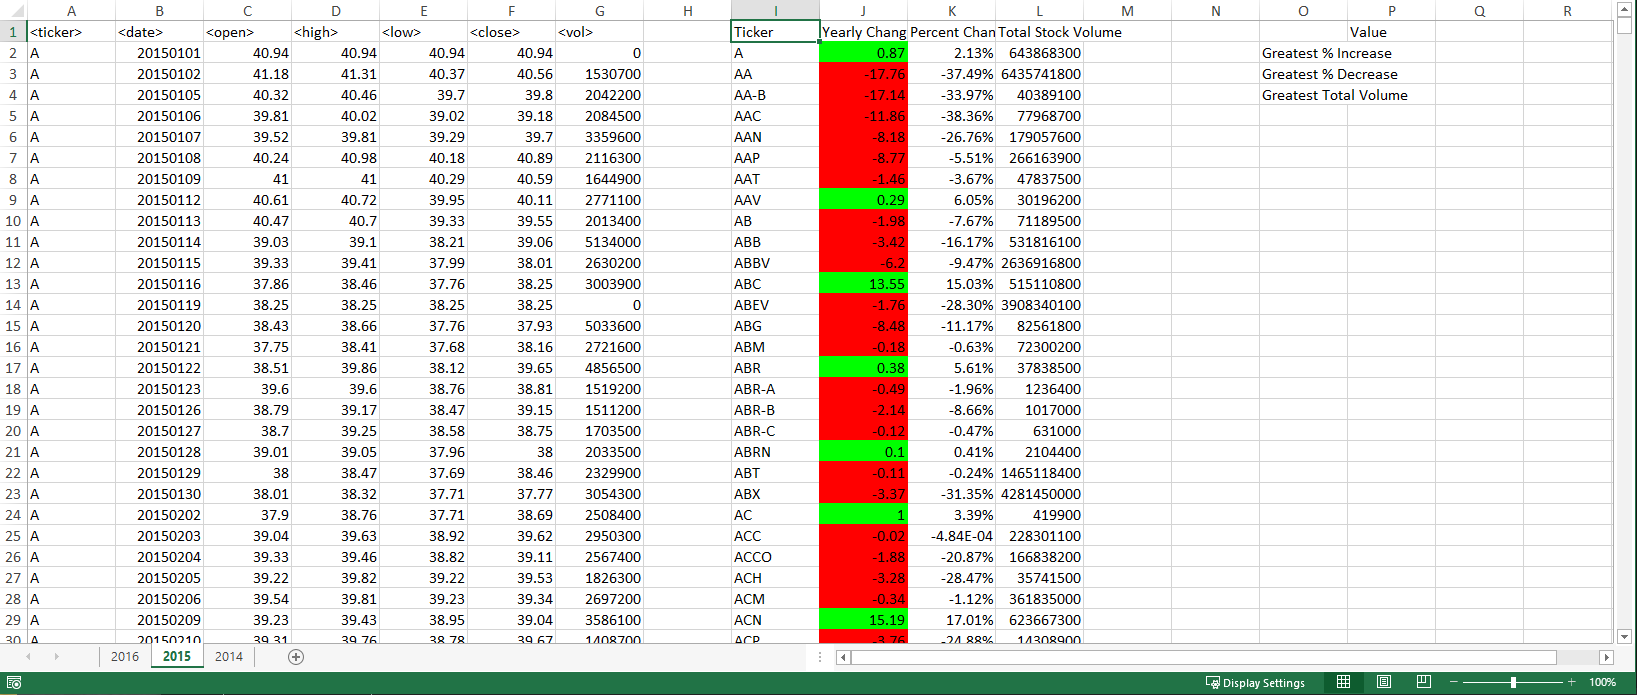 A B C D E F G H I J K L M N O P Q R
1 <ticker> <date> <open> <high> <low> <close> <vol> Ticker Yearly Chang Percent Chan Total Stock Volume Value
2 A 20150101 40.94 40.94 40.94 40.94 0 A 0.87 2.13% 643868300 Greatest % Increase
3 A 20150102 41.18 41.31 40.37 40.56 1530700 AA -17.76 -37.49% 6435741800 Greatest % Decrease
4 A 20150105 40.32 40.46 39.7 39.8 2042200 AA-B -17.14 -33.97% 40389100 Greatest Total Volume
5 A 20150106 39.81 40.02 39.02 39.18 2084500 AAC -11.86 -38.36% 77968700
6 A 20150107 39.52 39.81 39.29 39.7 3359600 AAN -8.18 -26.76% 179057600
7 A 20150108 40.24 40.98 40.18 40.89 2116300 AAP -8.77 -5.51% 266163900
8 A 20150109 41 41 40.29 40.59 1644900 AAT -1.46 -3.67% 47837500
9 A 20150112 40.61 40.72 39.95 40.11 2771100 AAV 0.29 6.05% 30196200
10 A 20150113 40.47 40.7 39.33 39.55 2013400 AB -1.98 -7.67% 71189500
11 A 20150114 39.03 39.1 38.21 39.06 5134000 ABB -3.42 -16.17% 531816100
12 A 20150115 39.33 39.41 37.99 38.01 2630200 ABBV -6.2 -9.47% 2636916800
13 A 20150116 37.86 38.46 37.76 38.25 3003900 ABC 13.55 15.03% 515110800
14 A 20150119 38.25 38.25 38.25 38.25 0 ABEV -1.76 -28.30% 3908340100
15 A 20150120 38.43 38.66 37.76 37.93 5033600 ABG -8.48 -11.17% 82561800
16 A 20150121 37.75 38.41 37.68 38.16 2721600 ABM -0.18 -0.63% 72300200
17 A 20150122 38.51 39.86 38.12 39.65 4856500 ABR 0.38 5.61% 37838500
18 A 20150123 39.6 39.6 38.76 38.81 1519200 ABR-A -0.49 -1.96% 1236400
19 A 20150126 38.79 39.17 38.47 39.15 1511200 ABR-B -2.14 -8.66% 1017000
20 A 20150127 38.7 39.25 38.58 38.75 1703500 ABR-C -0.12 -0.47% 631000
21 A 20150128 39.01 39.05 37.96 38 2033500 ABRN 0.1 0.41% 2104400
22 A 20150129 38 38.47 37.69 38.46 2329900 ABT -0.11 -0.24% 1465118400
23 A 20150130 38.01 38.32 37.71 37.77 3054300 ABX -3.37 -31.35% 4281450000
24 A 20150202 37.9 38.76 37.71 38.69 2508400 AC 1 3.39% 419900
25 A 20150203 39.04 39.63 38.92 39.62 2950300 ACC -0.02 -4.84E-04 228301100
26 A 20150204 39.33 39.46 38.82 39.11 2567400 ACCO -1.88 -20.87% 166838200
27 A 20150205 39.22 39.82 39.22 39.53 1826300 ACH -3.28 -28.47% 35741500
28 A 20150206 39.54 39.81 39.23 39.34 2697200 ACM -0.34 -1.12% 361835000
29 A 20150209 39.23 39.43 38.95 39.04 3586100 ACN 15.19 17.01% 623667300
30 A 20150210 39.31 39.76 38.78 39.67 1408700 ACP -3.76 -24.88% 14308900
2016 2015 2014
Display Settings 100%